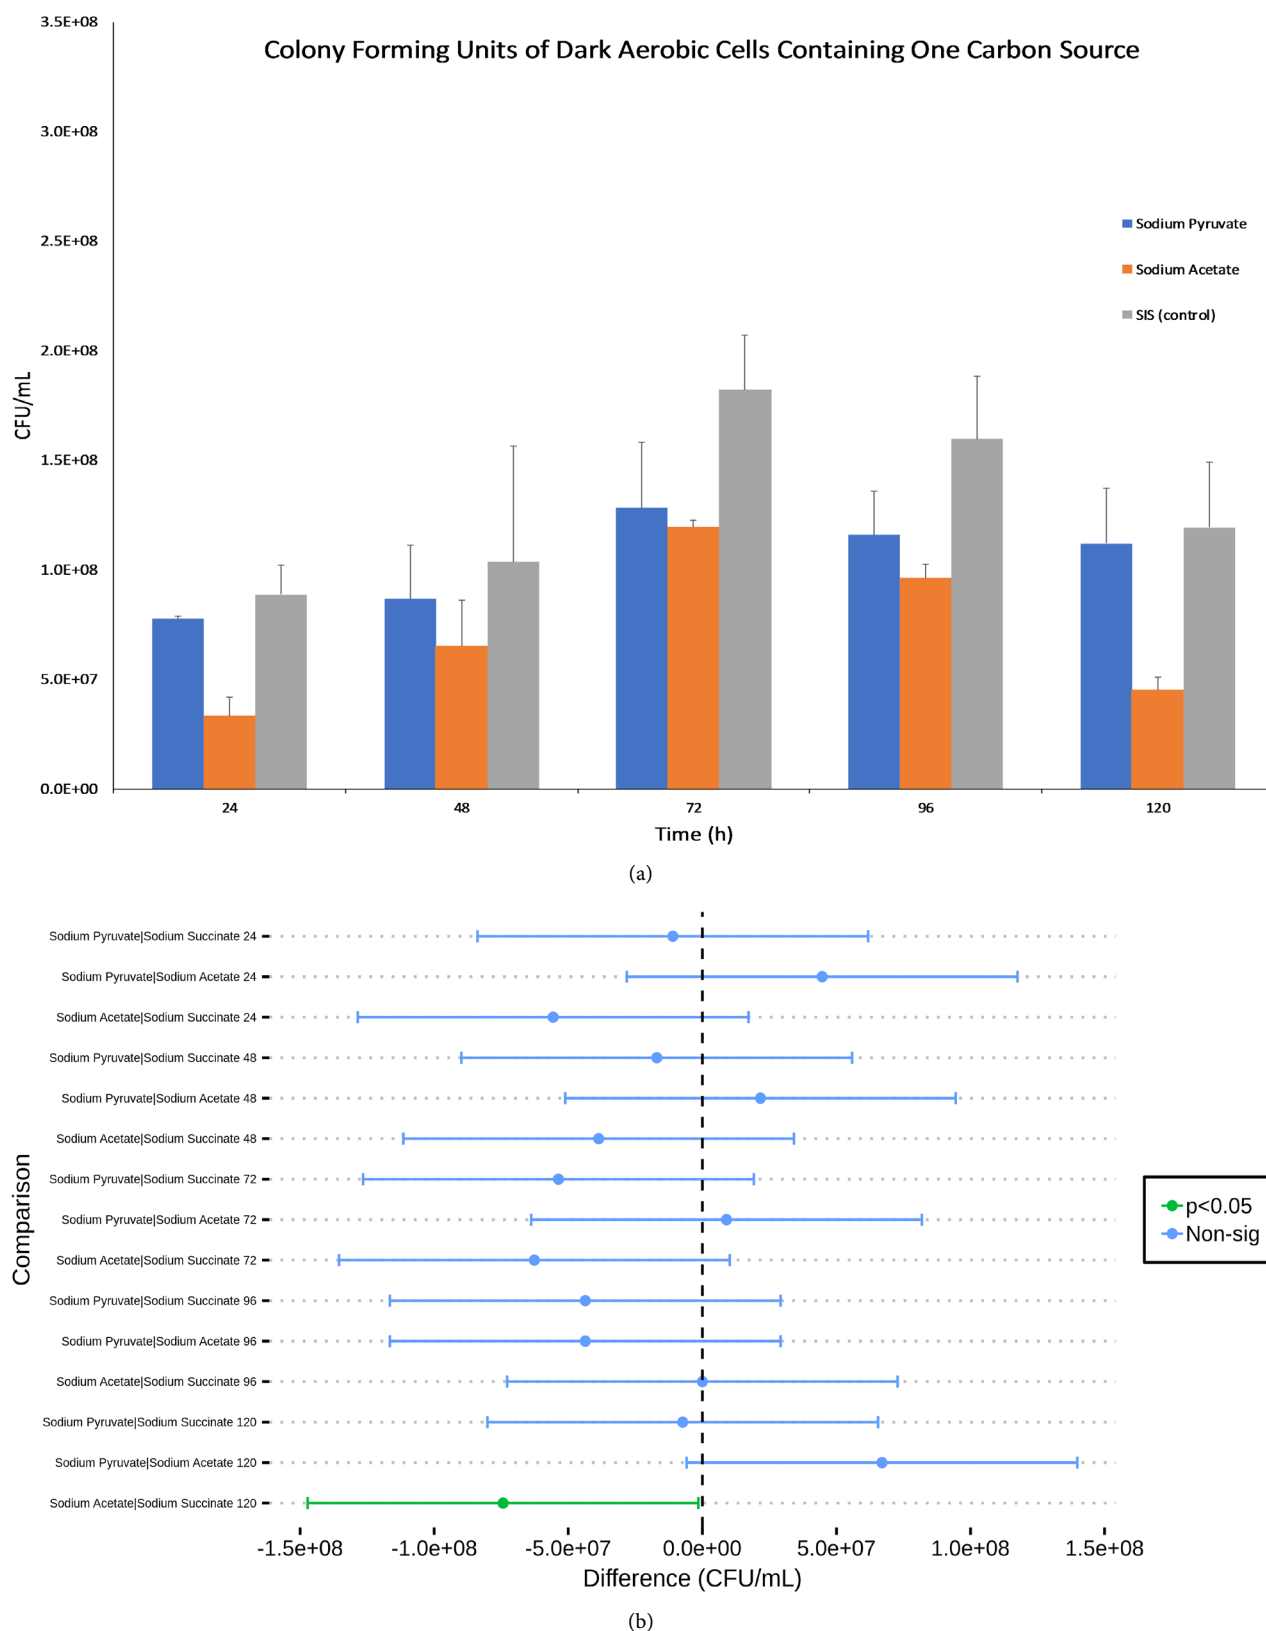 Colony Forming Units of Dark Aerobic Cells Containing One Carbon Source
3.5E+08
3.0E+08
2.5E+08
2.0E+08
1.5E+08
1.0E+08
5.0E+07
0.0E+00
CFU/mL
Sodium Pyruvate
Sodium Acetate
SIS (control)
24 48 72 96 120
Time (h)
(a)
Comparison
Sodium Pyruvate|Sodium Succinate 24
Sodium Pyruvate|Sodium Acetate 24
Sodium Acetate|Sodium Succinate 24
Sodium Pyruvate|Sodium Succinate 48
Sodium Pyruvate|Sodium Acetate 48
Sodium Acetate|Sodium Succinate 48
Sodium Pyruvate|Sodium Succinate 72
Sodium Pyruvate|Sodium Acetate 72
Sodium Acetate|Sodium Succinate 72
Sodium Pyruvate|Sodium Succinate 96
Sodium Pyruvate|Sodium Acetate 96
Sodium Acetate|Sodium Succinate 96
Sodium Pyruvate|Sodium Succinate 120
Sodium Pyruvate|Sodium Acetate 120
Sodium Acetate|Sodium Succinate 120
p<0.05
Non-sig
-1.5e+08 -1.0e+08 -5.0e+07 0.0e+00 5.0e+07 1.0e+08 1.5e+08
Difference (CFU/mL)
(b)